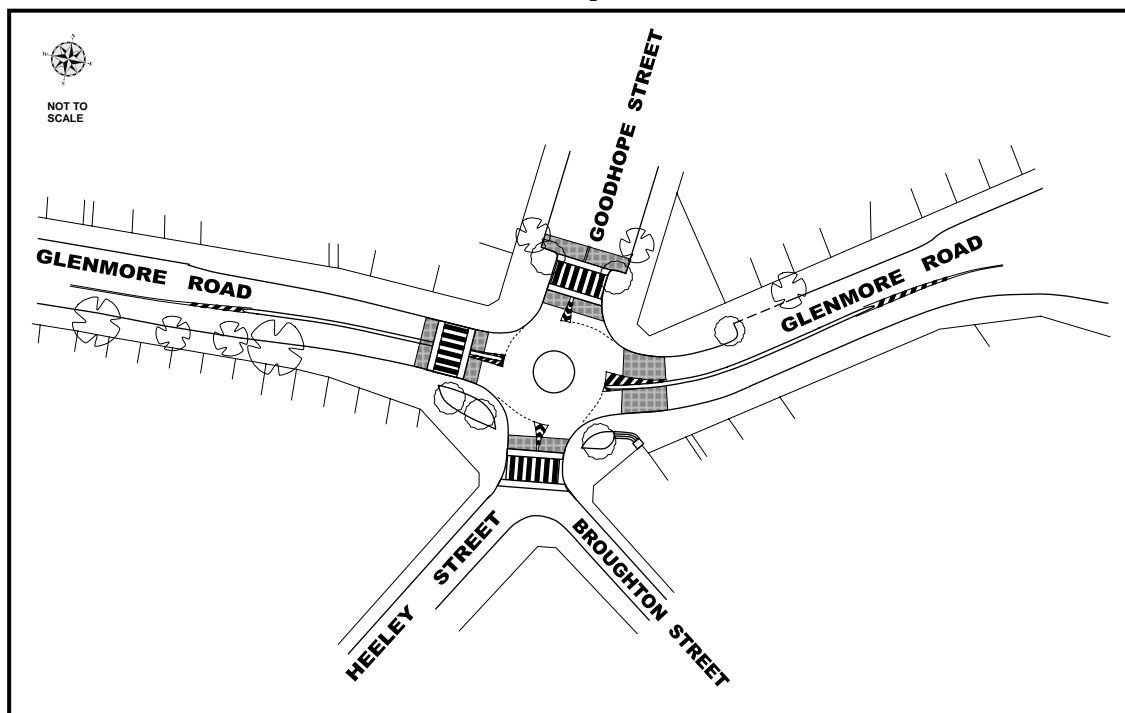 N
W
E
S
NOT TO
SCALE
GOODHOPE STREET
GLENMORE ROAD
GLENMORE ROAD
HEELEY STREET
BROUGHTON STREET